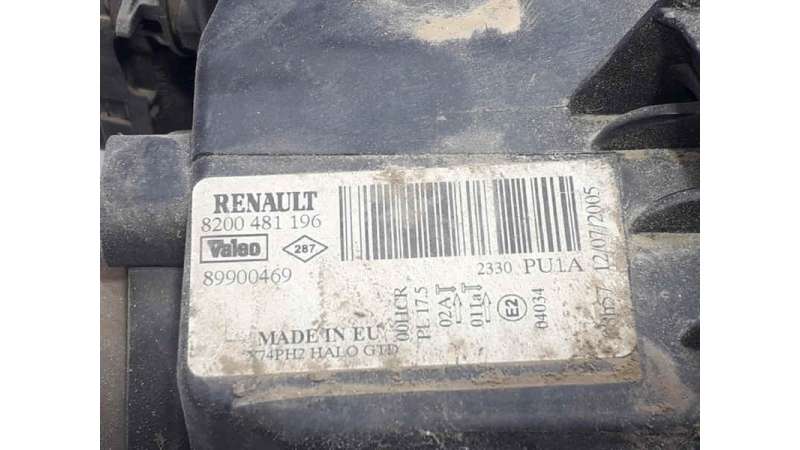 RENAULT
8200 481 196
Valeo
287
89900469
2330 PU1A
MADE IN EU
X74PH2 HALO GTD
00HCR
PL 17.5
02A
01Ia
E2
04034
12/07/2005